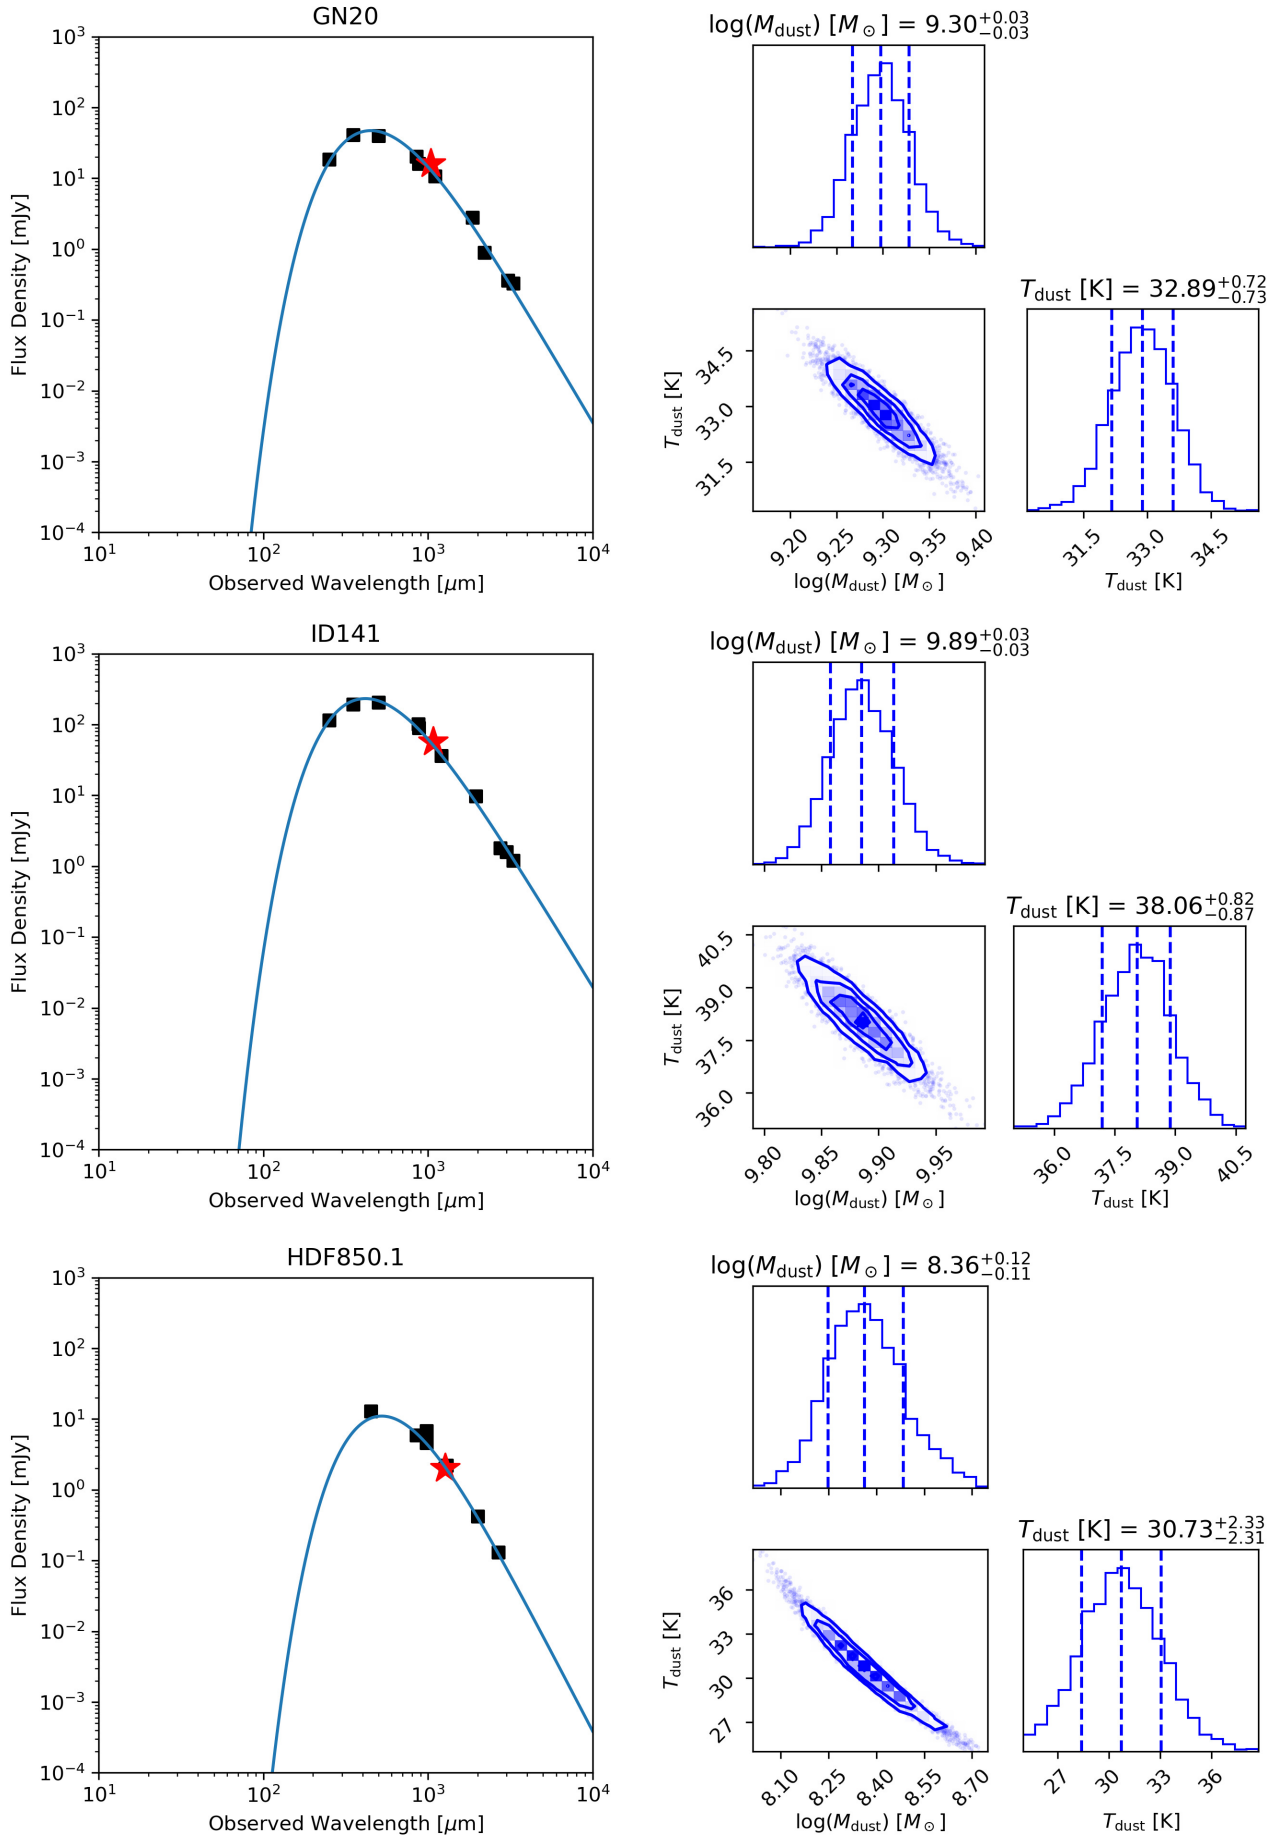 GN20
10³
10²
10¹
10⁰
10⁻¹
10⁻²
10⁻³
10⁻⁴
Flux Density [mJy]
10¹ 10² 10³ 10⁴
Observed Wavelength [μm]
log(M_dust) [M_⊙] = 9.30^{+0.03}_{−0.03}
T_dust [K] = 32.89^{+0.72}_{−0.73}
34.5
33.0
31.5
T_dust [K]
9.20 9.25 9.30 9.35 9.40
log(M_dust) [M_⊙]
31.5 33.0 34.5
T_dust [K]
ID141
10³
10²
10¹
10⁰
10⁻¹
10⁻²
10⁻³
10⁻⁴
Flux Density [mJy]
10¹ 10² 10³ 10⁴
Observed Wavelength [μm]
log(M_dust) [M_⊙] = 9.89^{+0.03}_{−0.03}
T_dust [K] = 38.06^{+0.82}_{−0.87}
40.5
39.0
37.5
36.0
T_dust [K]
9.80 9.85 9.90 9.95
log(M_dust) [M_⊙]
36.0 37.5 39.0 40.5
T_dust [K]
HDF850.1
10³
10²
10¹
10⁰
10⁻¹
10⁻²
10⁻³
10⁻⁴
Flux Density [mJy]
10¹ 10² 10³ 10⁴
Observed Wavelength [μm]
log(M_dust) [M_⊙] = 8.36^{+0.12}_{−0.11}
T_dust [K] = 30.73^{+2.33}_{−2.31}
36
33
30
27
T_dust [K]
8.10 8.25 8.40 8.55 8.70
log(M_dust) [M_⊙]
27 30 33 36
T_dust [K]